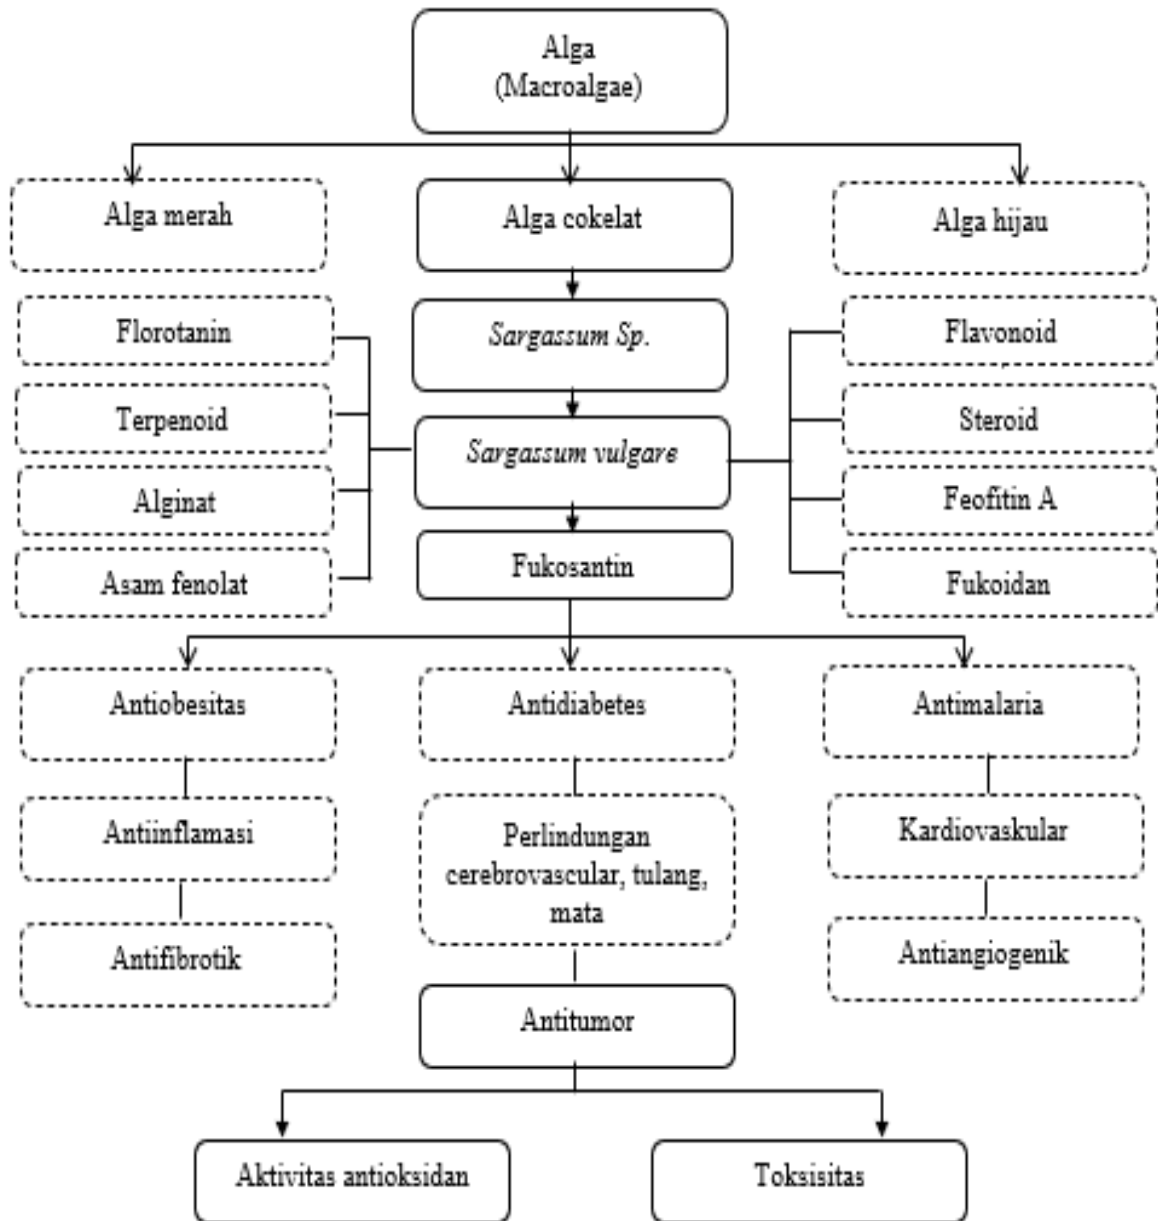 Alga
(Macroalgae)
Alga merah
Alga cokelat
Alga hijau
Florotanin
Sargassum Sp.
Flavonoid
Terpenoid
Sargassum vulgare
Steroid
Alginat
Feofitin A
Asam fenolat
Fukosantin
Fukoidan
Antiobesitas
Antidiabetes
Antimalaria
Antiinflamasi
Perlindungan
cerebrovascular, tulang,
mata
Kardiovaskular
Antifibrotik
Antiangiogenik
Antitumor
Aktivitas antioksidan
Toksisitas